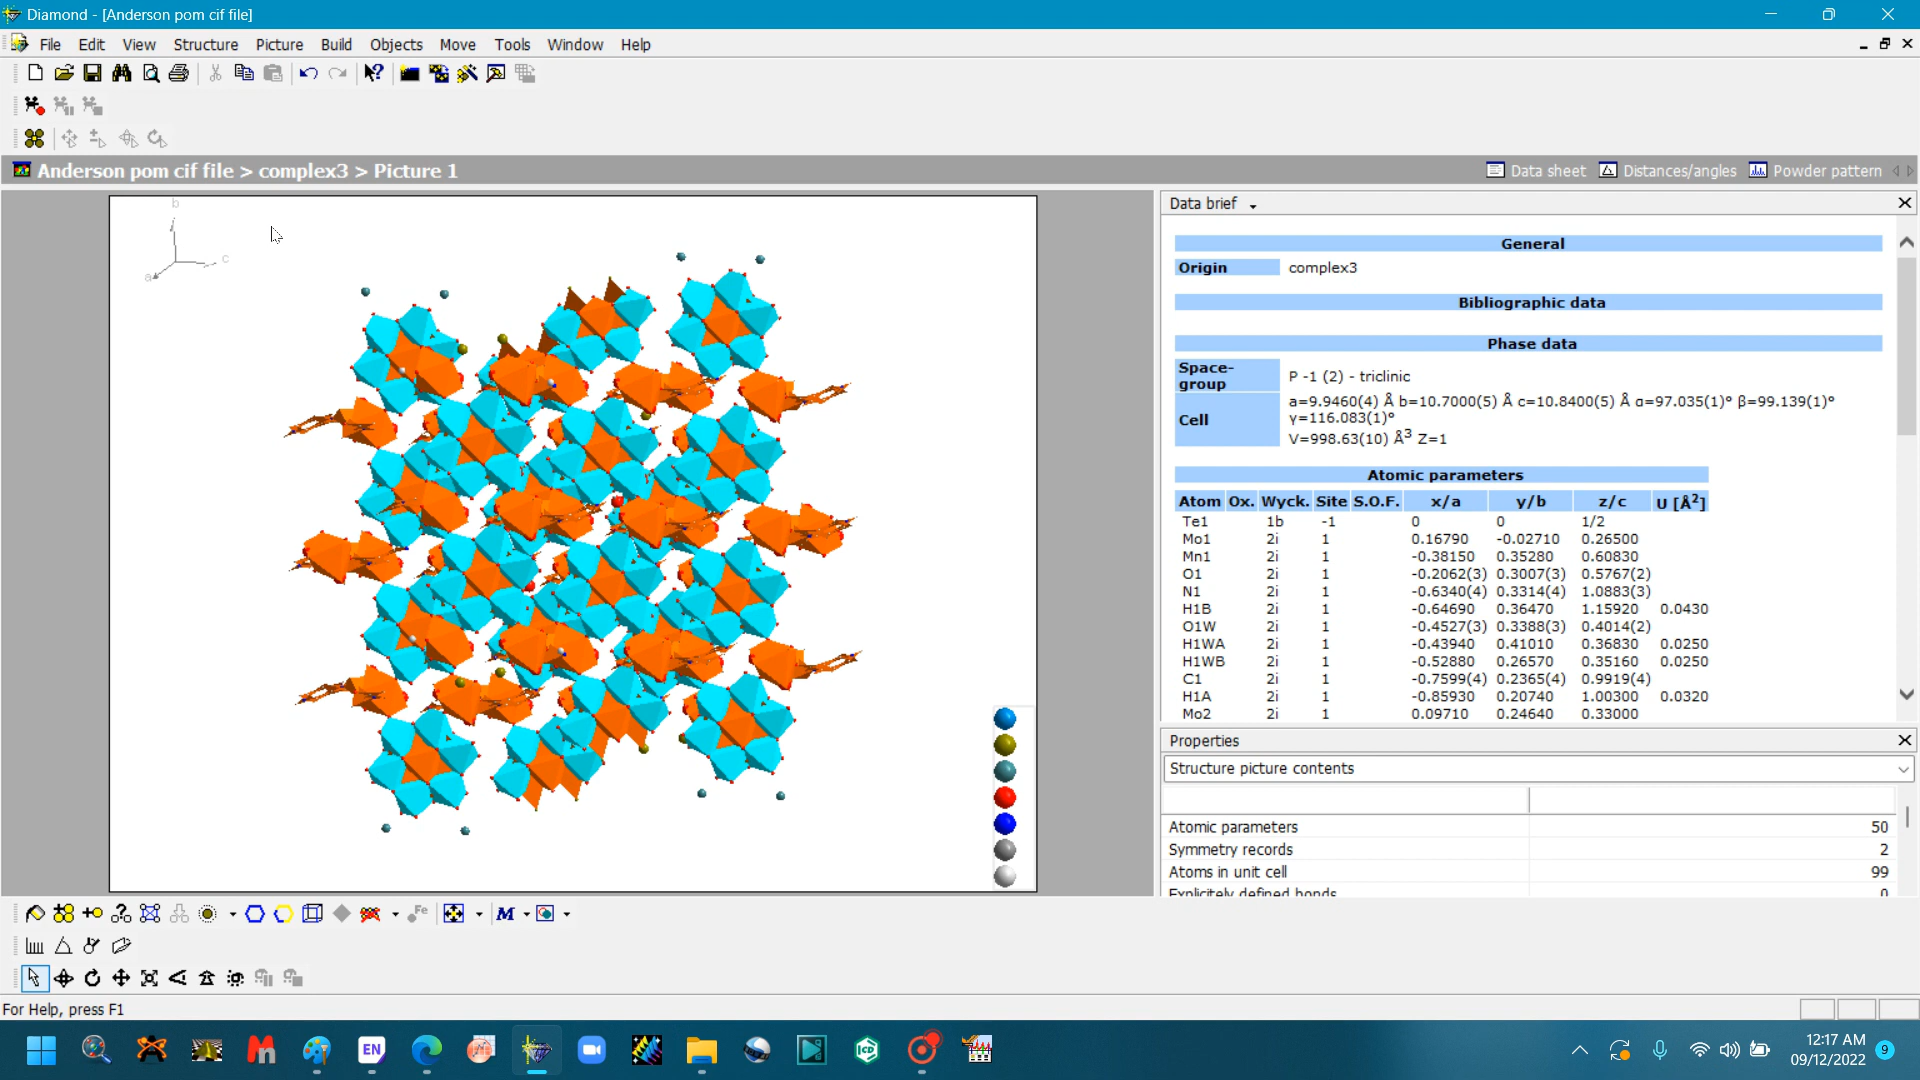 Diamond - [Anderson pom cif file]
File Edit View Structure Picture Build Objects Move Tools Window Help
Anderson pom cif file > complex3 > Picture 1
Data sheet Distances/angles Powder pattern
b
c
a
Data brief
General
Origin complex3
Bibliographic data
Phase data
Space-group P -1 (2) - triclinic
Cell a=9.9460(4) Å b=10.7000(5) Å c=10.8400(5) Å α=97.035(1)° β=99.139(1)°
γ=116.083(1)°
V=998.63(10) Å3 Z=1
Atomic parameters
Atom Ox. Wyck. Site S.O.F. x/a y/b z/c U [Å2]
Te1 1b -1 0 0 1/2
Mo1 2i 1 0.16790 -0.02710 0.26500
Mn1 2i 1 -0.38150 0.35280 0.60830
O1 2i 1 -0.2062(3) 0.3007(3) 0.5767(2)
N1 2i 1 -0.6340(4) 0.3314(4) 1.0883(3)
H1B 2i 1 -0.64690 0.36470 1.15920 0.0430
O1W 2i 1 -0.4527(3) 0.3388(3) 0.4014(2)
H1WA 2i 1 -0.43940 0.41010 0.36830 0.0250
H1WB 2i 1 -0.52880 0.26570 0.35160 0.0250
C1 2i 1 -0.7599(4) 0.2365(4) 0.9919(4)
H1A 2i 1 -0.85930 0.20740 1.00300 0.0320
Mo2 2i 1 0.09710 0.24640 0.33000
Properties
Structure picture contents
Atomic parameters 50
Symmetry records 2
Atoms in unit cell 99
Explicitely defined bonds 0
Fe
M
For Help, press F1
EN
ICD
12:17 AM
09/12/2022
9